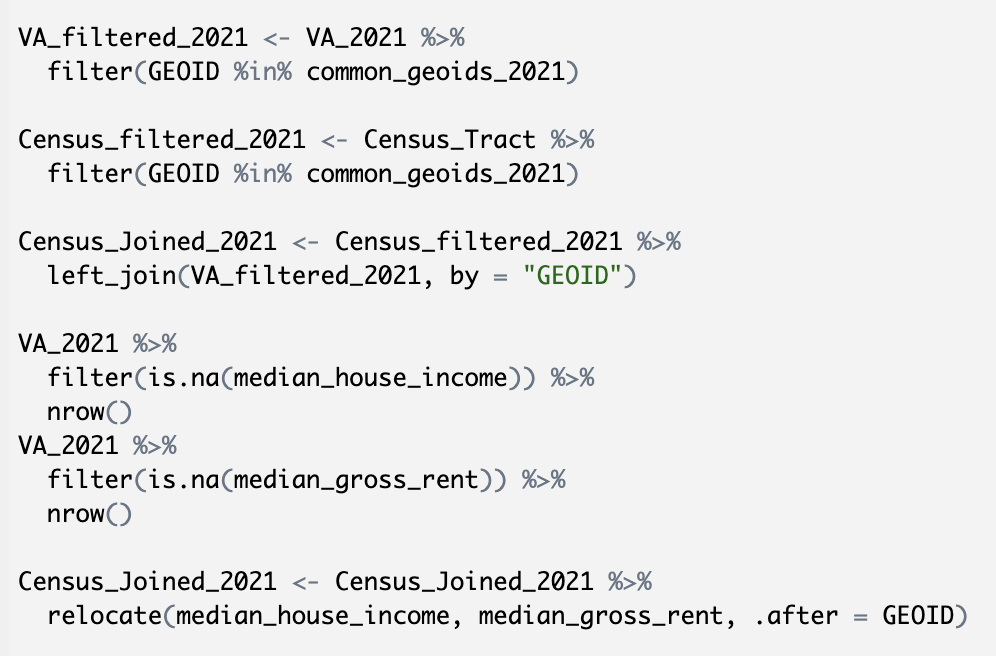 VA_filtered_2021 <- VA_2021 %>%
  filter(GEOID %in% common_geoids_2021)

Census_filtered_2021 <- Census_Tract %>%
  filter(GEOID %in% common_geoids_2021)

Census_Joined_2021 <- Census_filtered_2021 %>%
  left_join(VA_filtered_2021, by = "GEOID")

VA_2021 %>%
  filter(is.na(median_house_income)) %>%
  nrow()
VA_2021 %>%
  filter(is.na(median_gross_rent)) %>%
  nrow()

Census_Joined_2021 <- Census_Joined_2021 %>%
  relocate(median_house_income, median_gross_rent, .after = GEOID)